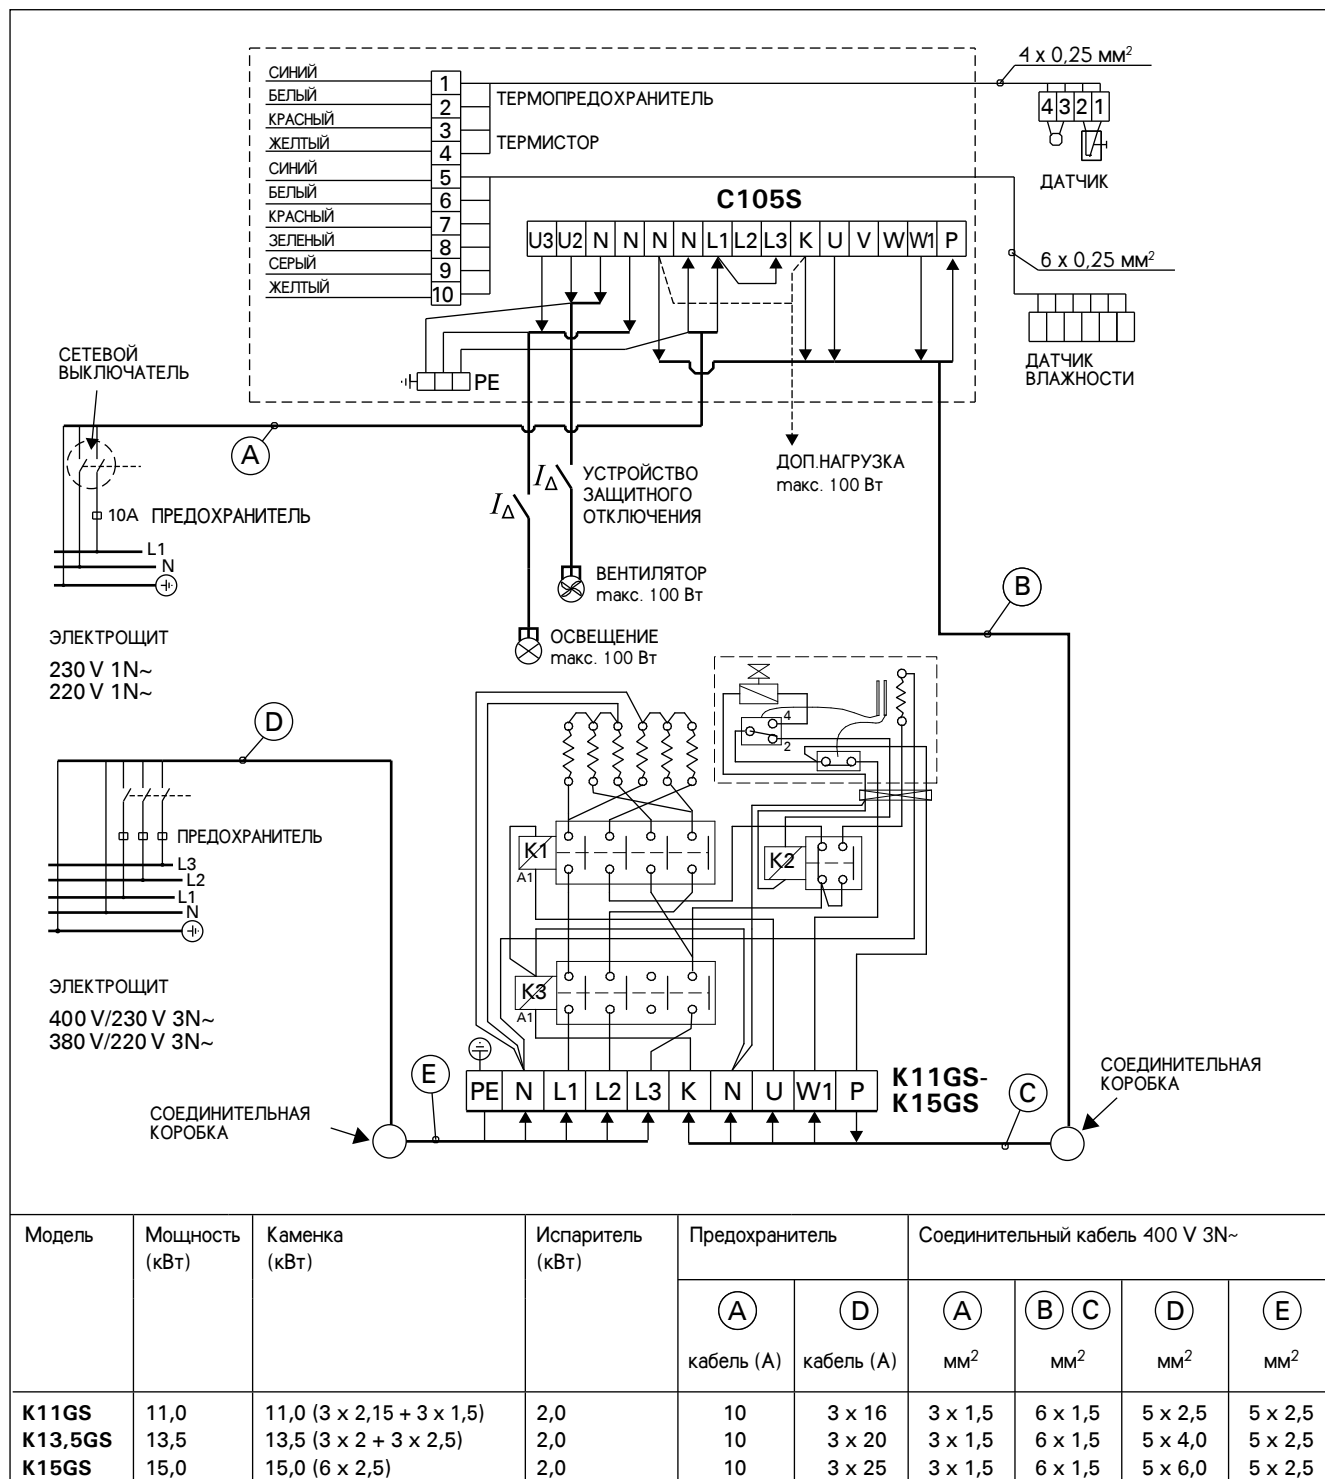 4 x 0,25 мм²
СИНИЙ 1
БЕЛЫЙ 2
КРАСНЫЙ 3
ЖЕЛТЫЙ 4
СИНИЙ 5
БЕЛЫЙ 6
КРАСНЫЙ 7
ЗЕЛЕНЫЙ 8
СЕРЫЙ 9
ЖЕЛТЫЙ 10
ТЕРМОПРЕДОХРАНИТЕЛЬ
ТЕРМИСТОР
4 3 2 1
ДАТЧИК
C105S
U3 U2 N N N N L1 L2 L3 K U V W W1 P
6 x 0,25 мм²
ДАТЧИК
ВЛАЖНОСТИ
PE
СЕТЕВОЙ
ВЫКЛЮЧАТЕЛЬ
A
10A ПРЕДОХРАНИТЕЛЬ
L1
N
ЭЛЕКТРОЩИТ
230 V 1N~
220 V 1N~
IΔ
IΔ
УСТРОЙСТВО
ЗАЩИТНОГО
ОТКЛЮЧЕНИЯ
ДОП.НАГРУЗКА
макс. 100 Вт
ВЕНТИЛЯТОР
макс. 100 Вт
ОСВЕЩЕНИЕ
макс. 100 Вт
B
D
4
2
ПРЕДОХРАНИТЕЛЬ
L3
L2
L1
N
ЭЛЕКТРОЩИТ
400 V/230 V 3N~
380 V/220 V 3N~
K1
A1
K2
K3
A1
E
PE N L1 L2 L3 K N U W1 P
K11GS-
K15GS
C
СОЕДИНИТЕЛЬНАЯ
КОРОБКА
СОЕДИНИТЕЛЬНАЯ
КОРОБКА
Модель Мощность (кВт) Каменка (кВт) Испаритель (кВт) Предохранитель Соединительный кабель 400 V 3N~
A D A B C D E
кабель (A) кабель (A) мм² мм² мм² мм²
K11GS 11,0 11,0 (3 x 2,15 + 3 x 1,5) 2,0 10 3 x 16 3 x 1,5 6 x 1,5 5 x 2,5 5 x 2,5
K13,5GS 13,5 13,5 (3 x 2 + 3 x 2,5) 2,0 10 3 x 20 3 x 1,5 6 x 1,5 5 x 4,0 5 x 2,5
K15GS 15,0 15,0 (6 x 2,5) 2,0 10 3 x 25 3 x 1,5 6 x 1,5 5 x 6,0 5 x 2,5